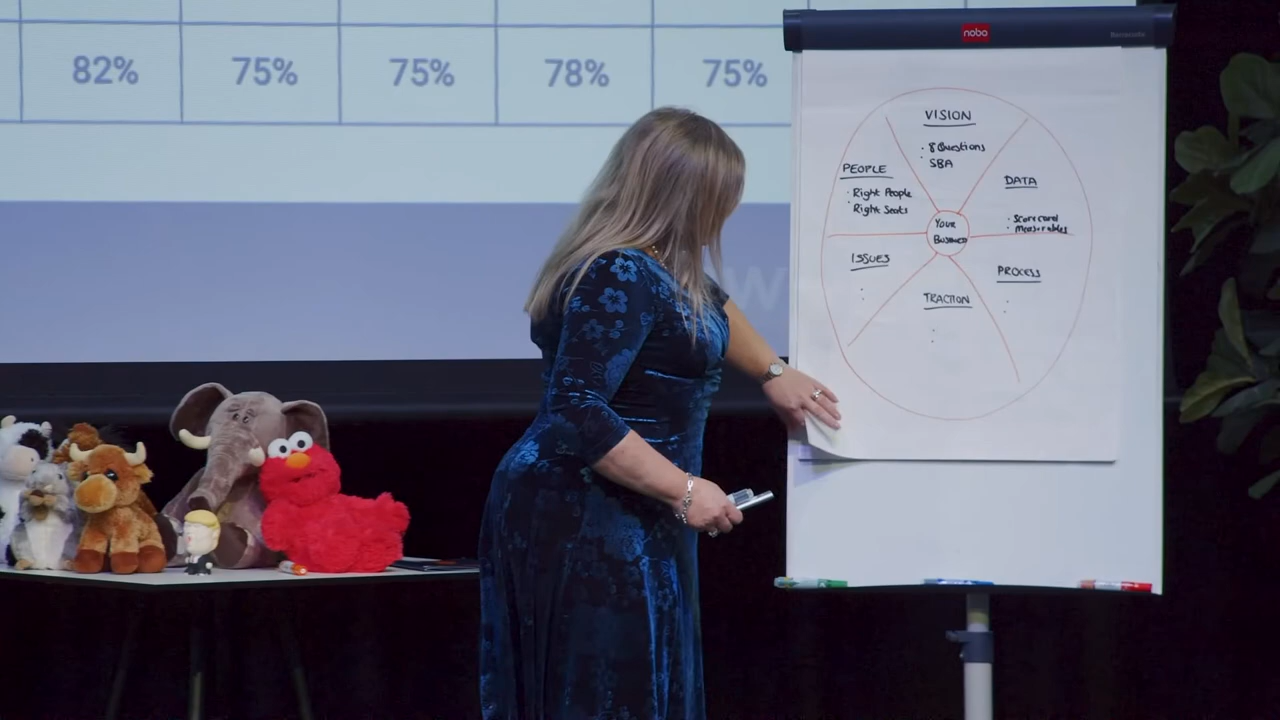 82% 75% 75% 78% 75%
nobo
VISION
· 8 Questions
· SBA
PEOPLE
· Right People
· Right Seats
DATA
· Scorecard
· Measurables
YOUR
BUSINESS
ISSUES
PROCESS
TRACTION